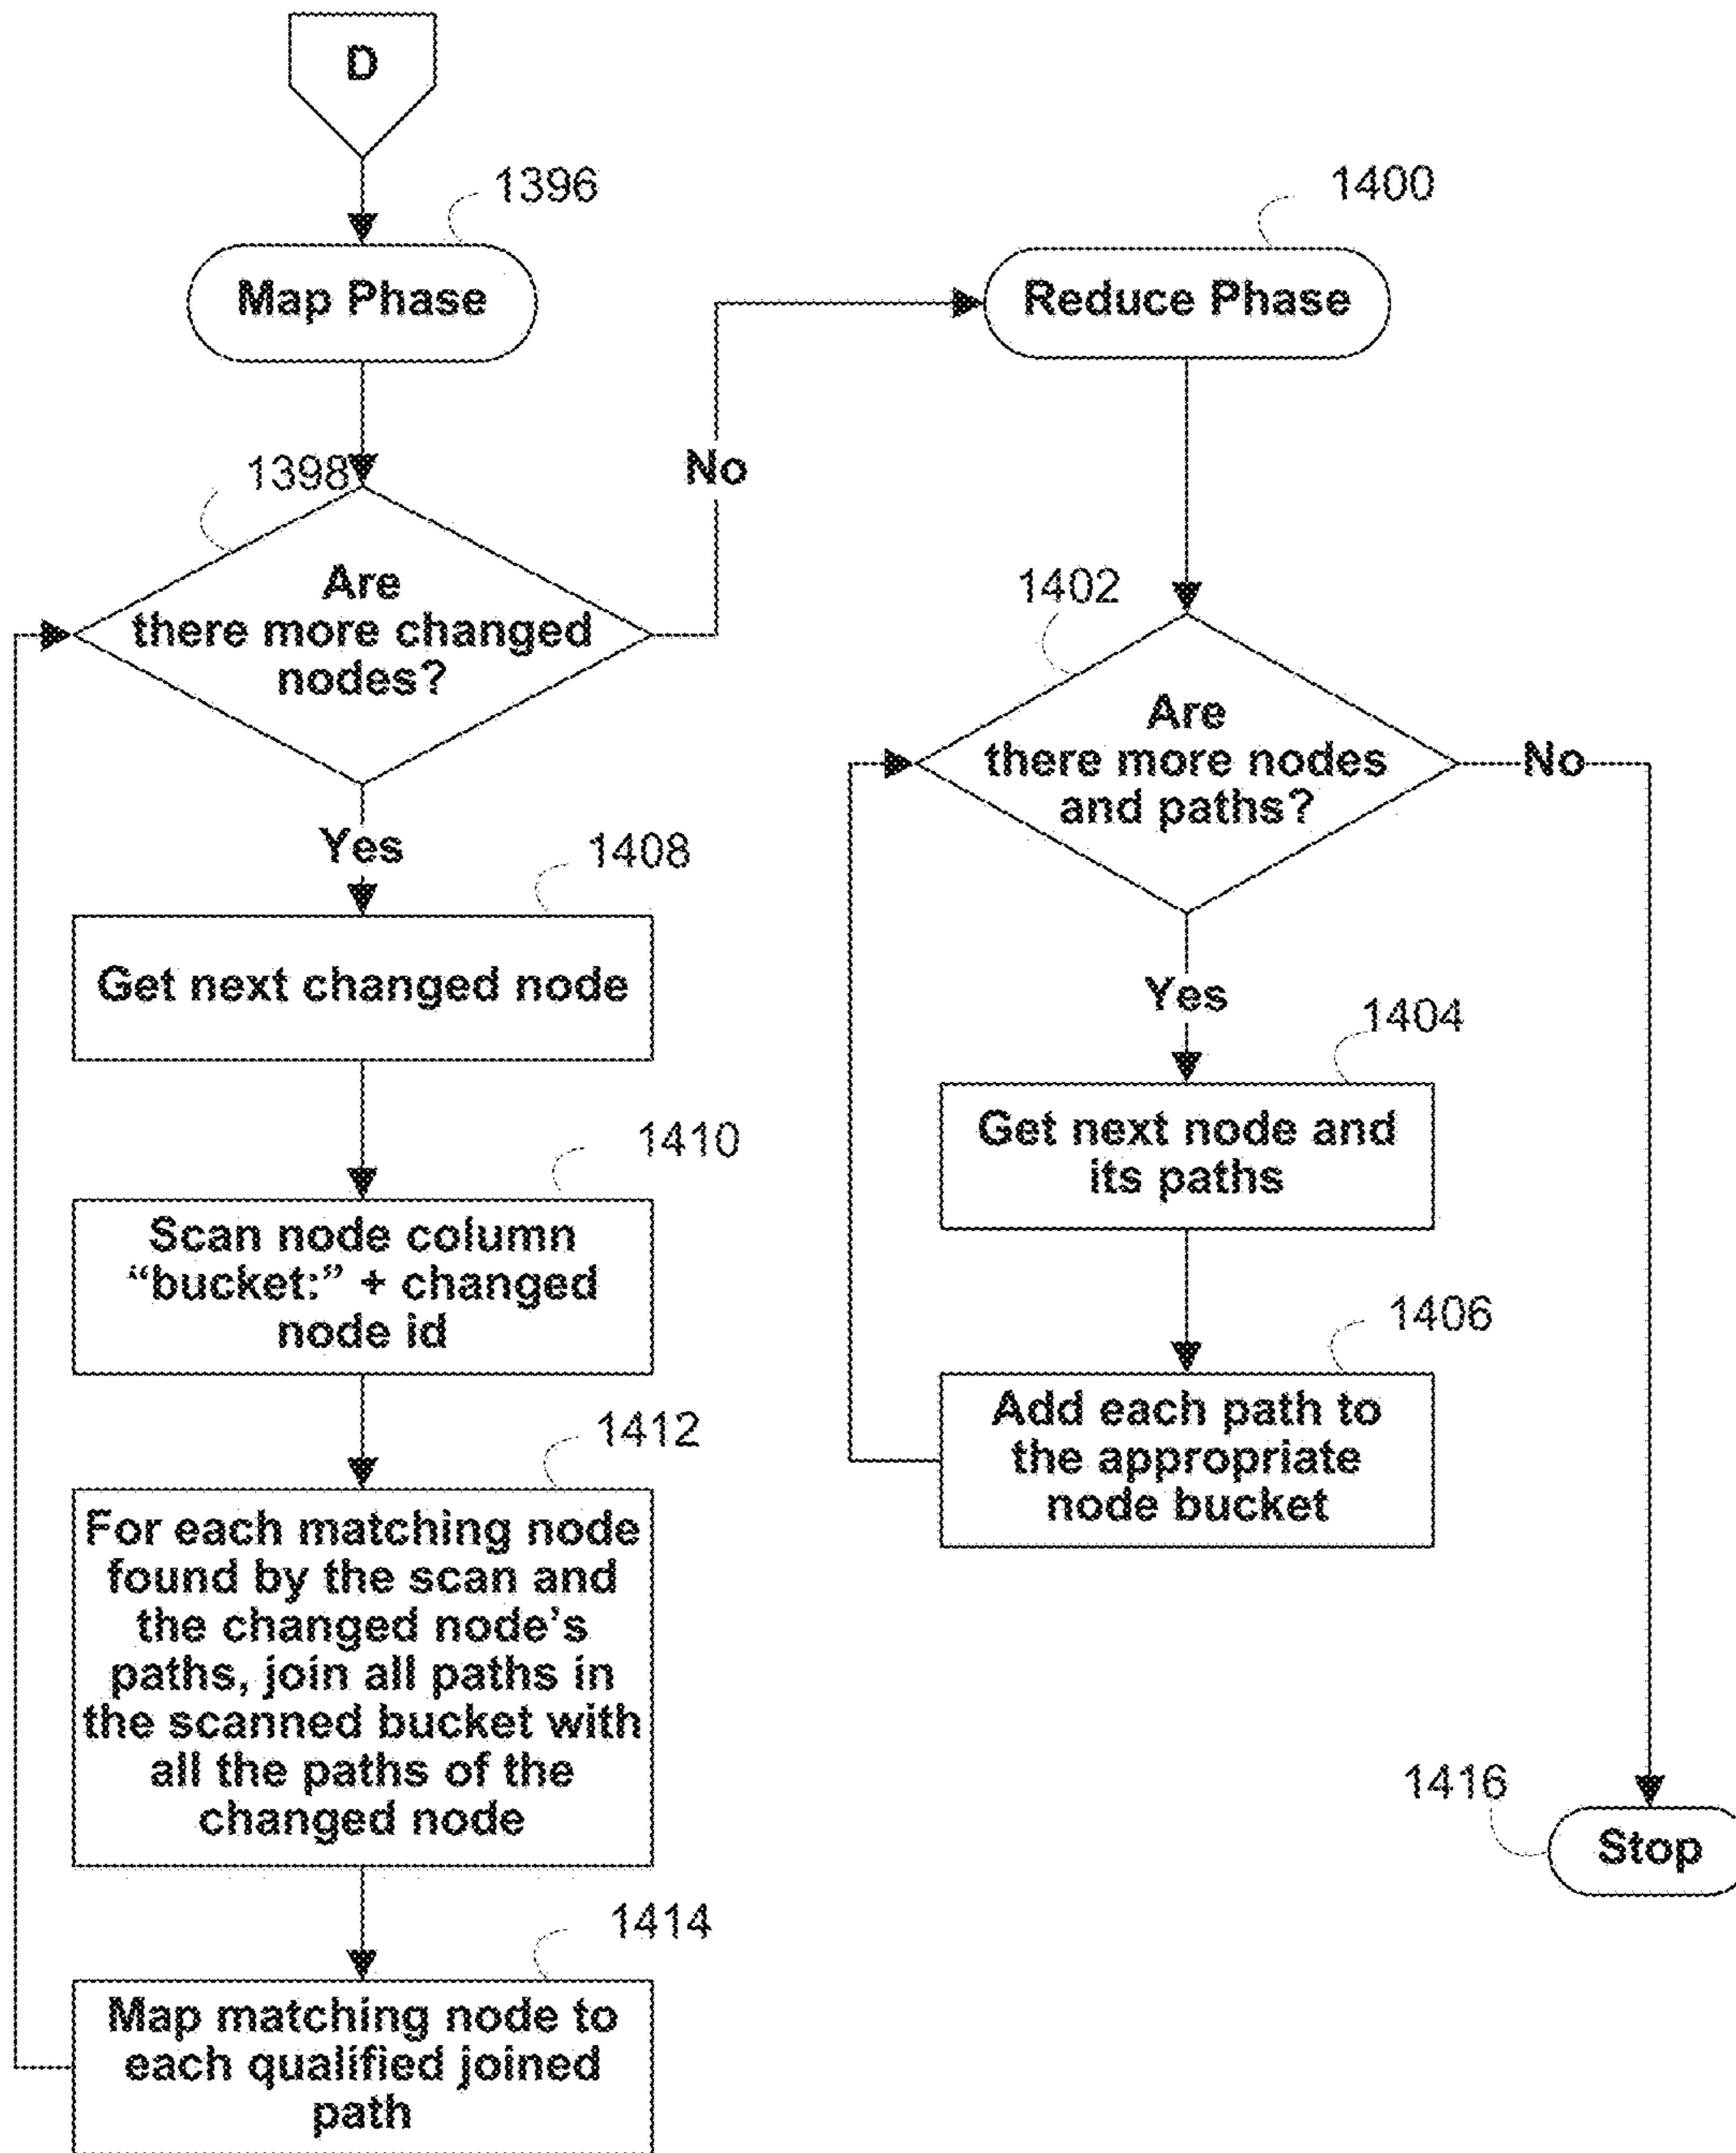 D
1396
Map Phase
1398
Are
there more changed
nodes?
No
Yes
1408
Get next changed node
1410
Scan node column
“bucket:” + changed
node id
1412
For each matching node
found by the scan and
the changed node’s
paths, join all paths in
the scanned bucket with
all the paths of the
changed node
1414
Map matching node to
each qualified joined
path
1400
Reduce Phase
1402
Are
there more nodes
and paths?
No
Yes
1404
Get next node and
its paths
1406
Add each path to
the appropriate
node bucket
1416
Stop